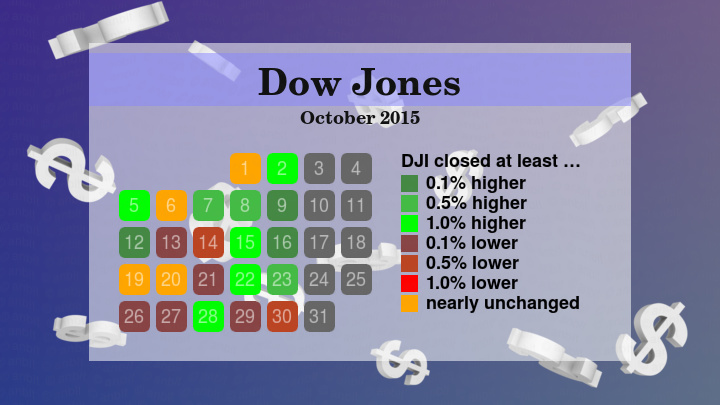 Dow Jones
October 2015
1 2 3 4
5 6 7 8 9 10 11
12 13 14 15 16 17 18
19 20 21 22 23 24 25
26 27 28 29 30 31
DJI closed at least …
0.1% higher
0.5% higher
1.0% higher
0.1% lower
0.5% lower
1.0% lower
nearly unchanged